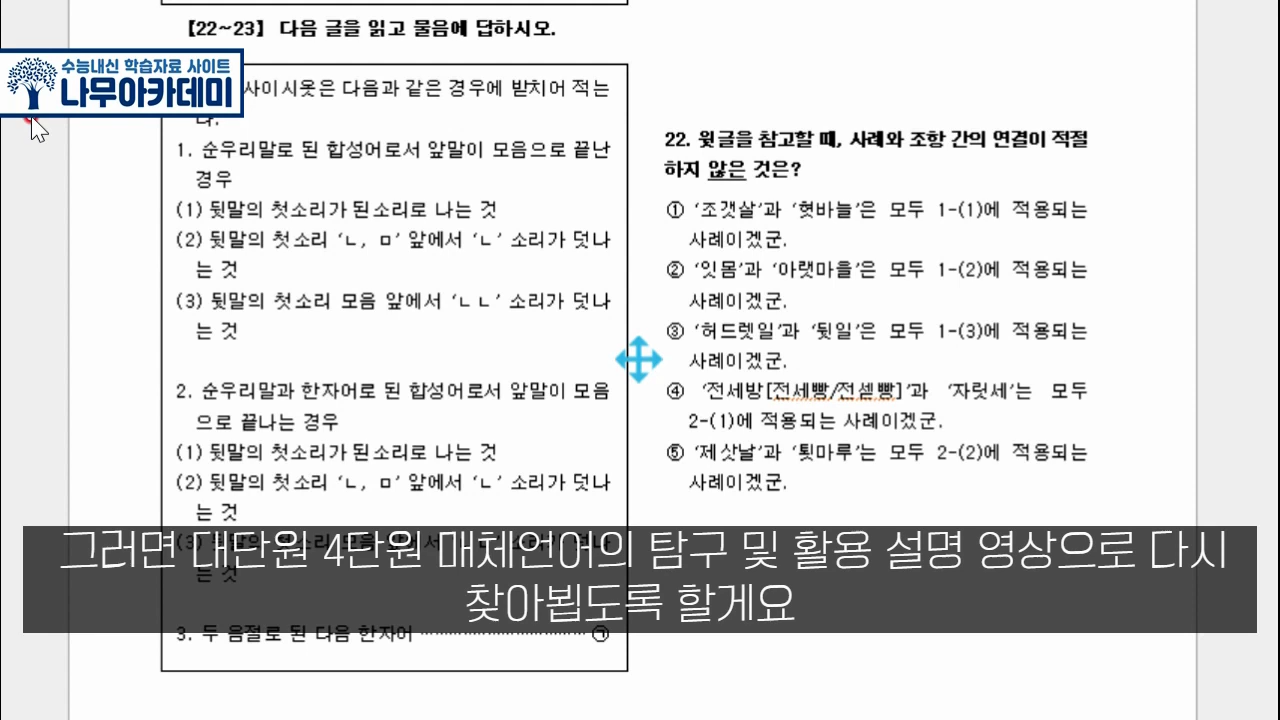 【22~23】 다음 글을 읽고 물음에 답하시오.
수능내신 학습자료 사이트
나무아카데미
사이시옷은 다음과 같은 경우에 받치어 적는
다.
1. 순우리말로 된 합성어로서 앞말이 모음으로 끝난
경우
(1) 뒷말의 첫소리가 된소리로 나는 것
(2) 뒷말의 첫소리 ‘ㄴ, ㅁ’ 앞에서 ‘ㄴ’ 소리가 덧나
는 것
(3) 뒷말의 첫소리 모음 앞에서 ‘ㄴㄴ’ 소리가 덧나
는 것
2. 순우리말과 한자어로 된 합성어로서 앞말이 모음
으로 끝나는 경우
(1) 뒷말의 첫소리가 된소리로 나는 것
(2) 뒷말의 첫소리 ‘ㄴ, ㅁ’ 앞에서 ‘ㄴ’ 소리가 덧나
는 것
3. 두 음절로 된 다음 한자어 ······························ ㉠
22. 윗글을 참고할 때, 사례와 조항 간의 연결이 적절
하지 않은 것은?
① ‘조갯살’과 ‘혓바늘’은 모두 1-(1)에 적용되는
사례이겠군.
② ‘잇몸’과 ‘아랫마을’은 모두 1-(2)에 적용되는
사례이겠군.
③ ‘허드렛일’과 ‘뒷일’은 모두 1-(3)에 적용되는
사례이겠군.
④ ‘전세방[전세빵/전섿빵]’과 ‘자릿세’는 모두
2-(1)에 적용되는 사례이겠군.
⑤ ‘제삿날’과 ‘툇마루’는 모두 2-(2)에 적용되는
사례이겠군.
그러면 대단원 4단원 매체언어의 탐구 및 활용 설명 영상으로 다시
찾아뵙도록 할게요